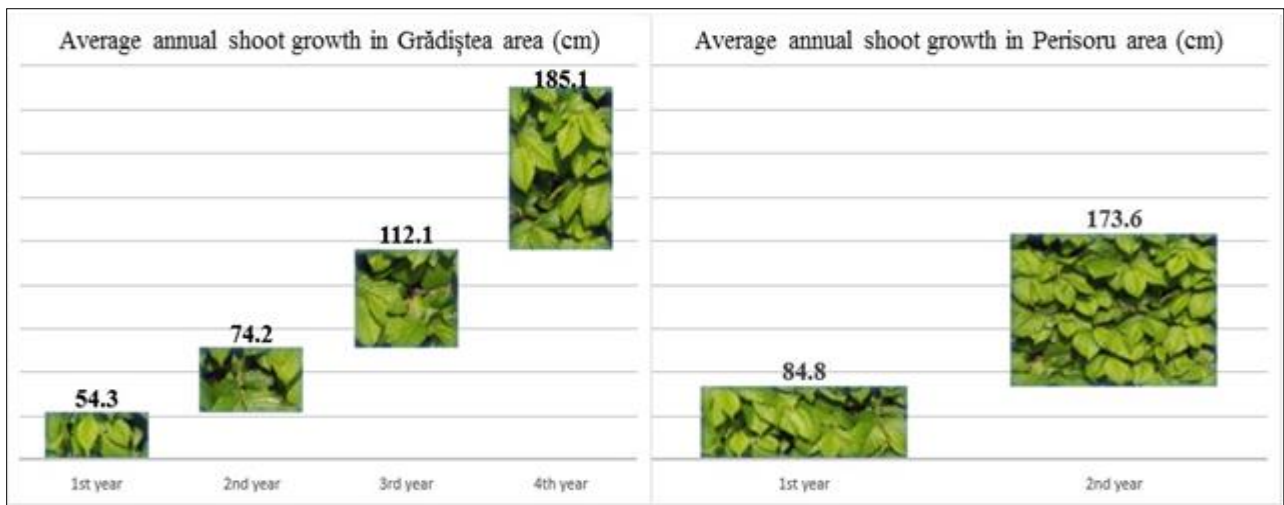 Average annual shoot growth in Grădiștea area (cm)
185.1
112.1
74.2
54.3
1st year
2nd year
3rd year
4th year
Average annual shoot growth in Perisoru area (cm)
173.6
84.8
1st year
2nd year